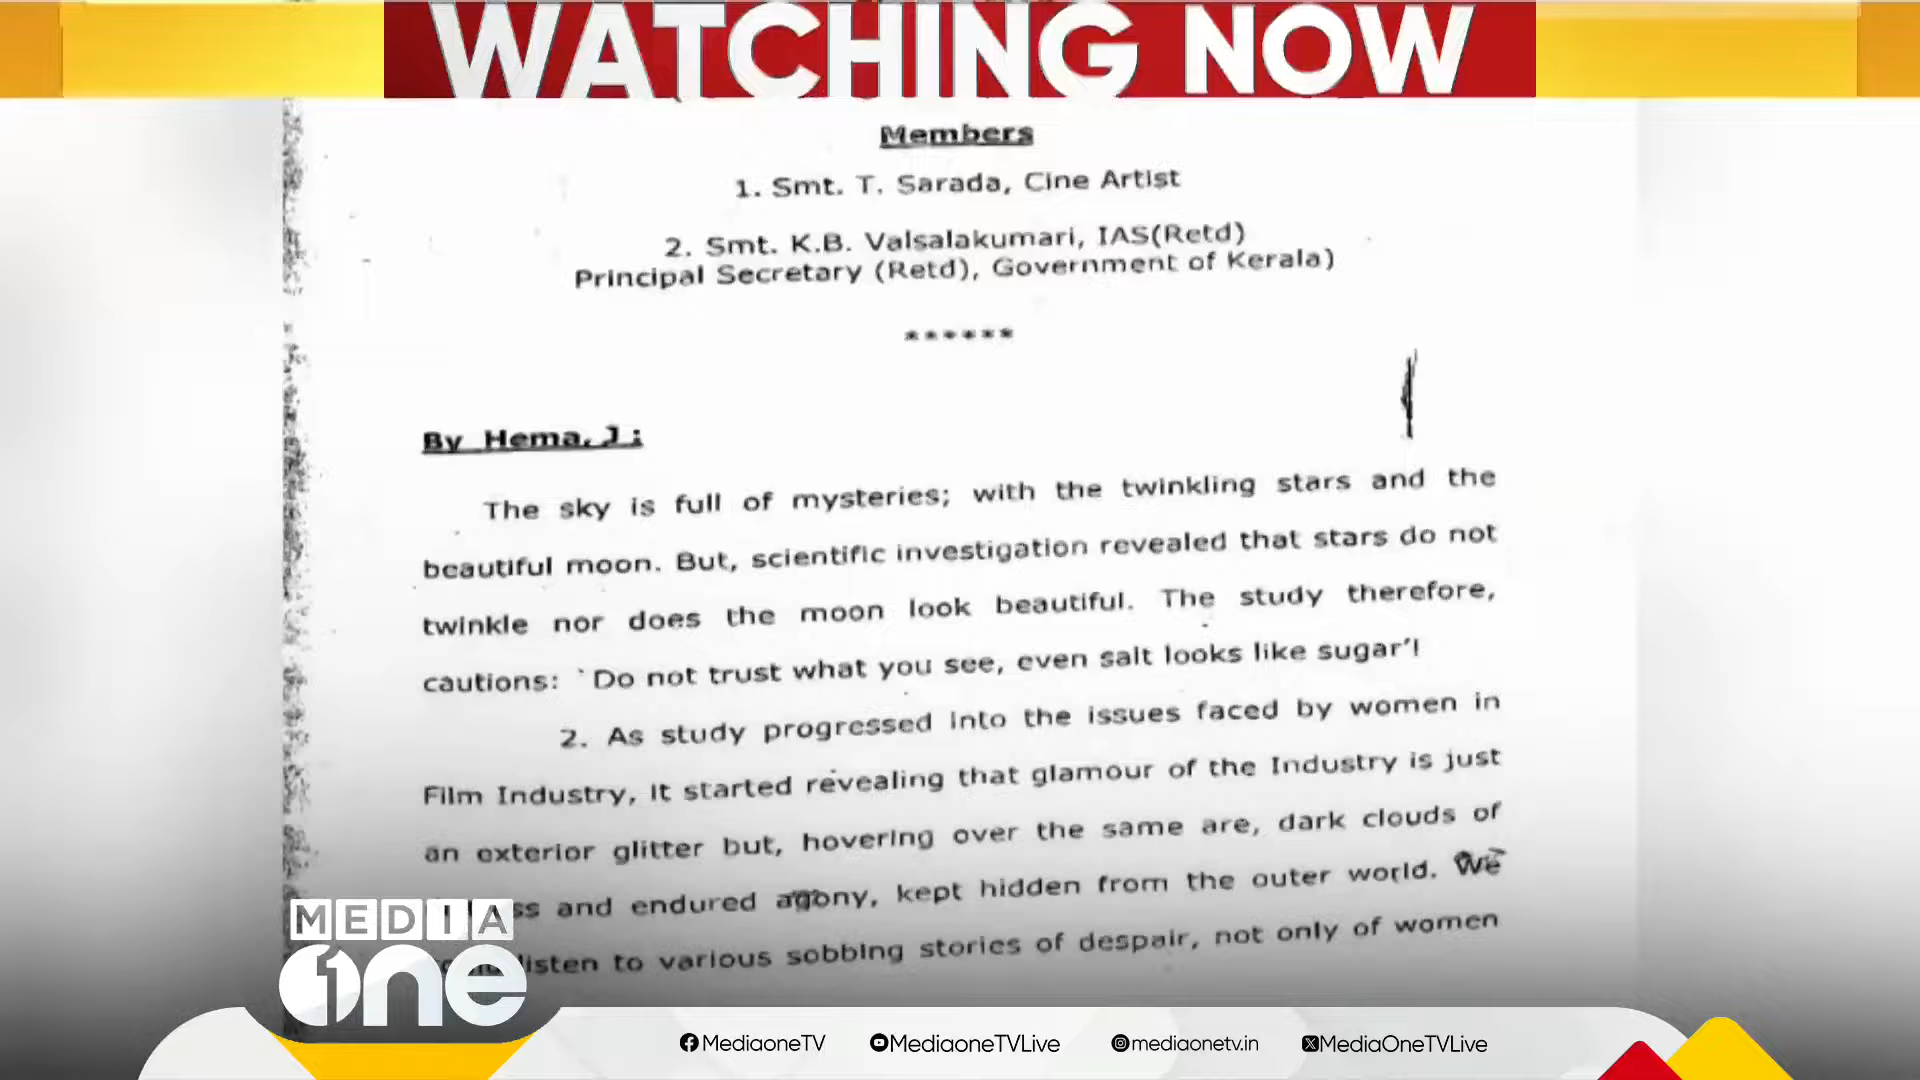 WATCHING NOW
Members
1. Smt. T. Sarada, Cine Artist
2. Smt. K.B. Valsalakumari, IAS(Retd)
Principal Secretary (Retd), Government of Kerala)
******
By Hema, J:
The sky is full of mysteries; with the twinkling stars and the
beautiful moon. But, scientific investigation revealed that stars do not
twinkle nor does the moon look beautiful. The study therefore,
cautions: `Do not trust what you see, even salt looks like sugar’!
2. As study progressed into the issues faced by women in
Film Industry, it started revealing that glamour of the Industry is just
an exterior glitter but, hovering over the same are, dark clouds of
and endured agony, kept hidden from the outer world. We
listen to various sobbing stories of despair, not only of women
MEDIA
one
MediaoneTV
MediaoneTVLive
mediaonetv.in
MediaOneTVLive